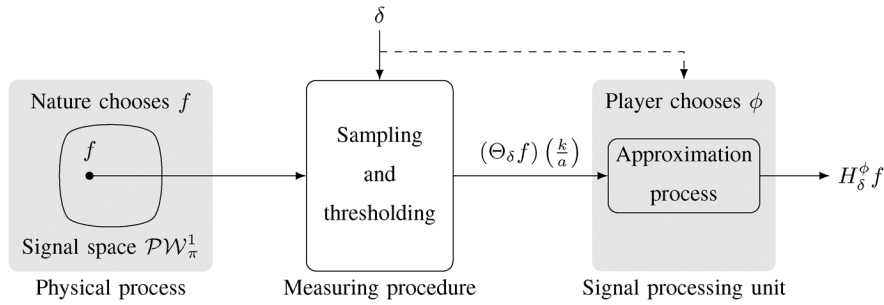 δ
Nature chooses f
f
Signal space 𝒫𝒲¹_π
Physical process
Sampling
and
thresholding
Measuring procedure
(Θ_δ f) (k/a)
Player chooses ϕ
Approximation
process
Signal processing unit
H_δ^ϕ f